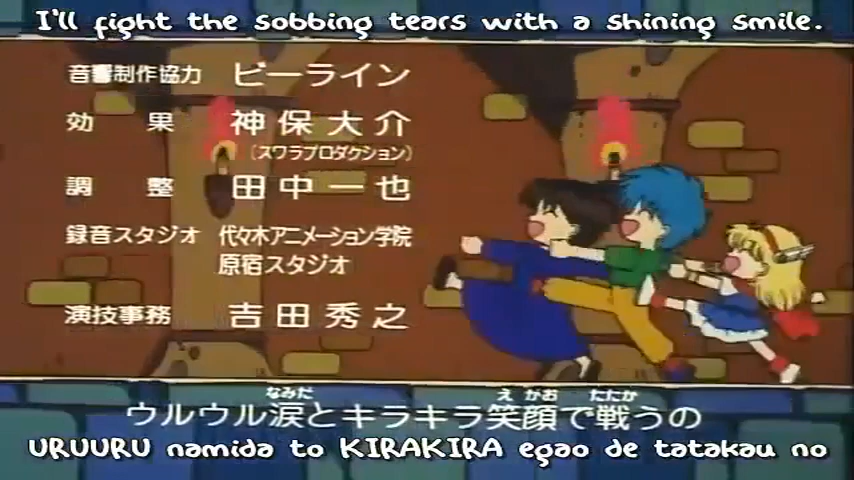 I'll fight the sobbing tears with a shining smile.
音響制作協力 ビーライン
効 果 神保大介
(スワラプロダクション)
調 整 田中一也
録音スタジオ 代々木アニメーション学院
原宿スタジオ
演技事務 吉田秀之
なみだ え がお たたか
ウルウル涙とキラキラ笑顔で戦うの
URUURU namida to KIRAKIRA egao de tatakau no